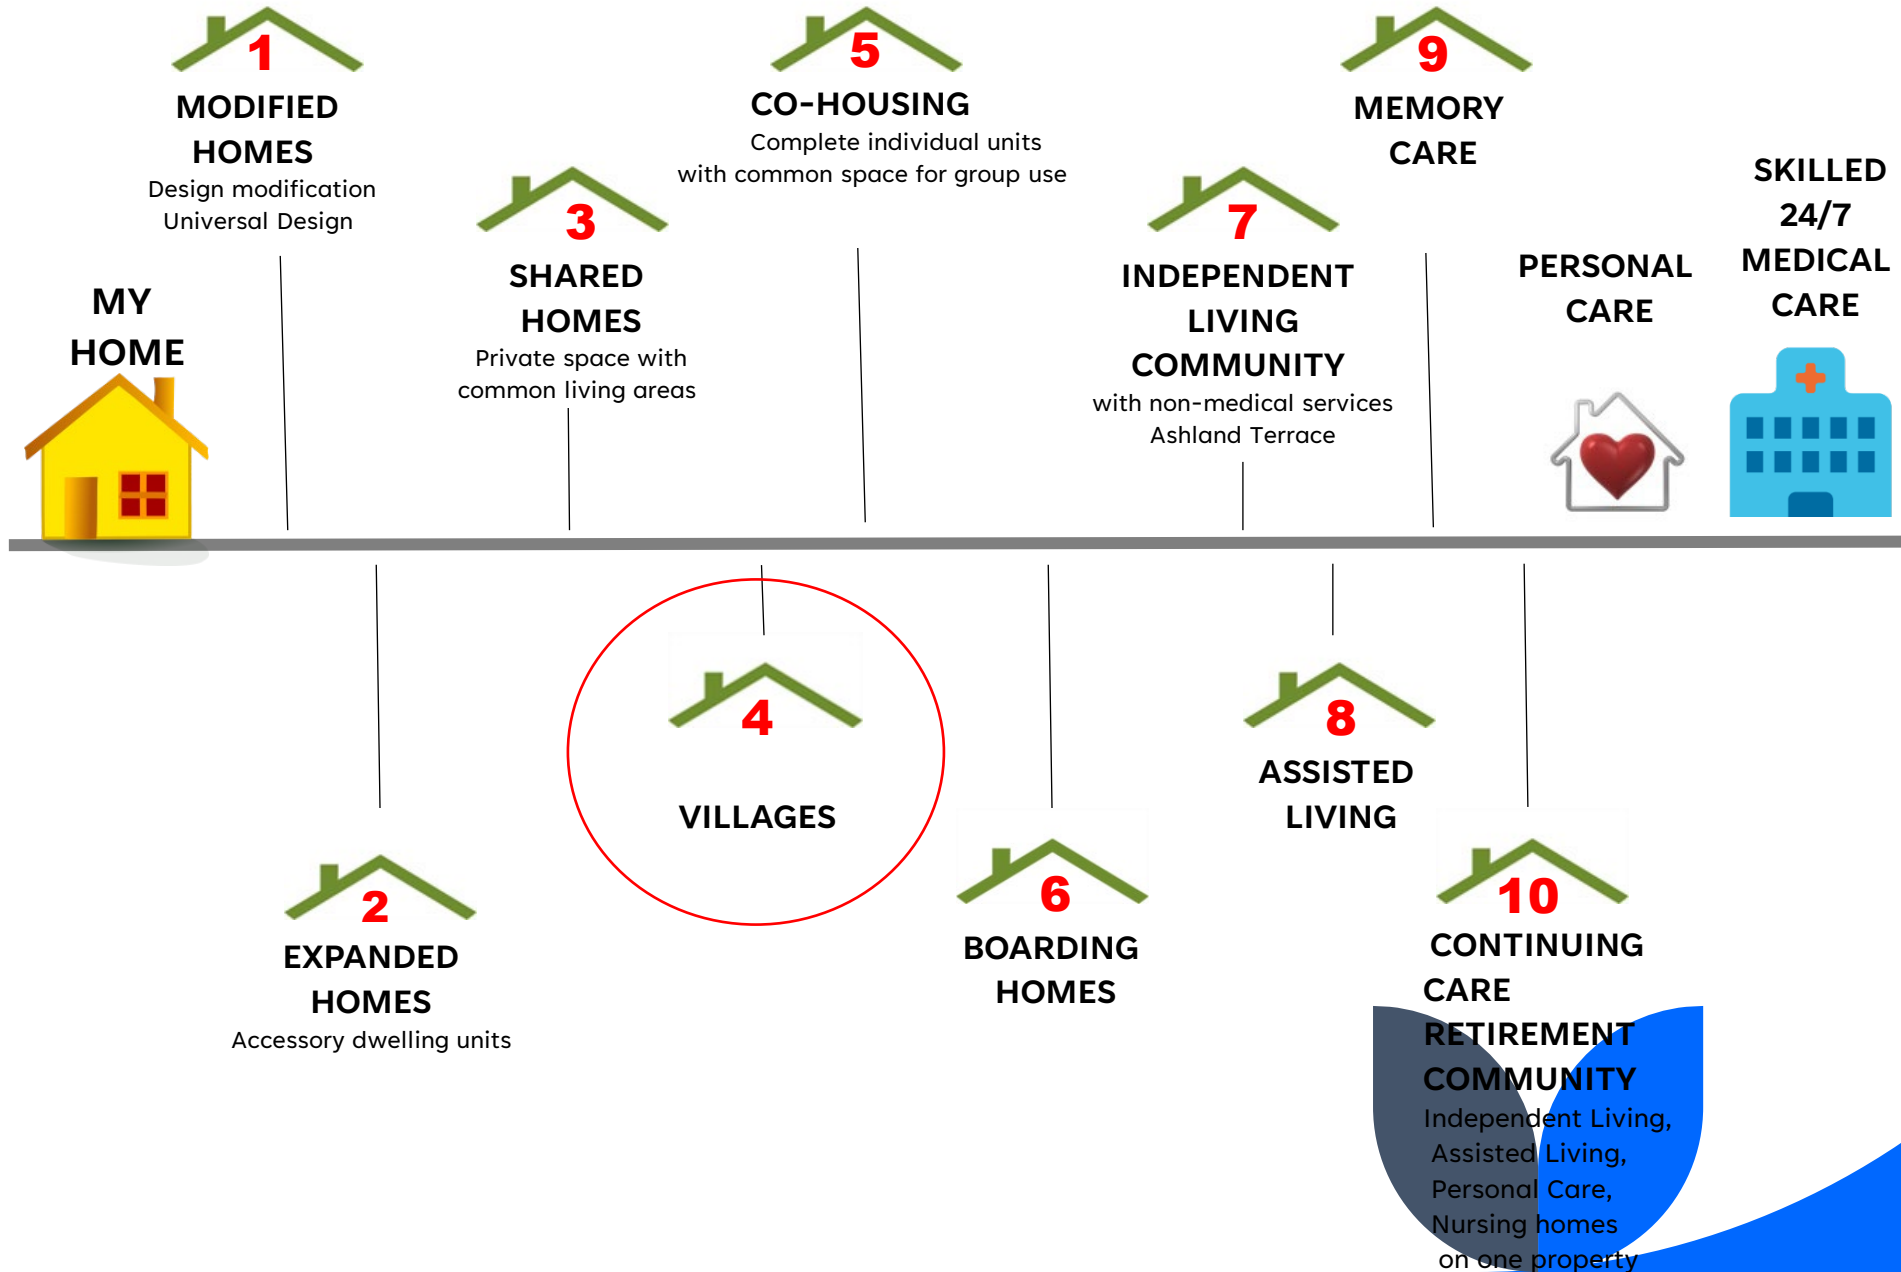 1
MODIFIED
HOMES
Design modification
Universal Design
5
CO-HOUSING
Complete individual units
with common space for group use
9
MEMORY
CARE
3
SHARED
HOMES
Private space with
common living areas
7
INDEPENDENT
LIVING
COMMUNITY
with non-medical services
Ashland Terrace
MY
HOME
PERSONAL
CARE
SKILLED
24/7
MEDICAL
CARE
2
EXPANDED
HOMES
Accessory dwelling units
4
VILLAGES
6
BOARDING
HOMES
8
ASSISTED
LIVING
10
CONTINUING
CARE
RETIREMENT
COMMUNITY
Independent Living,
Assisted Living,
Personal Care,
Nursing homes
on one property